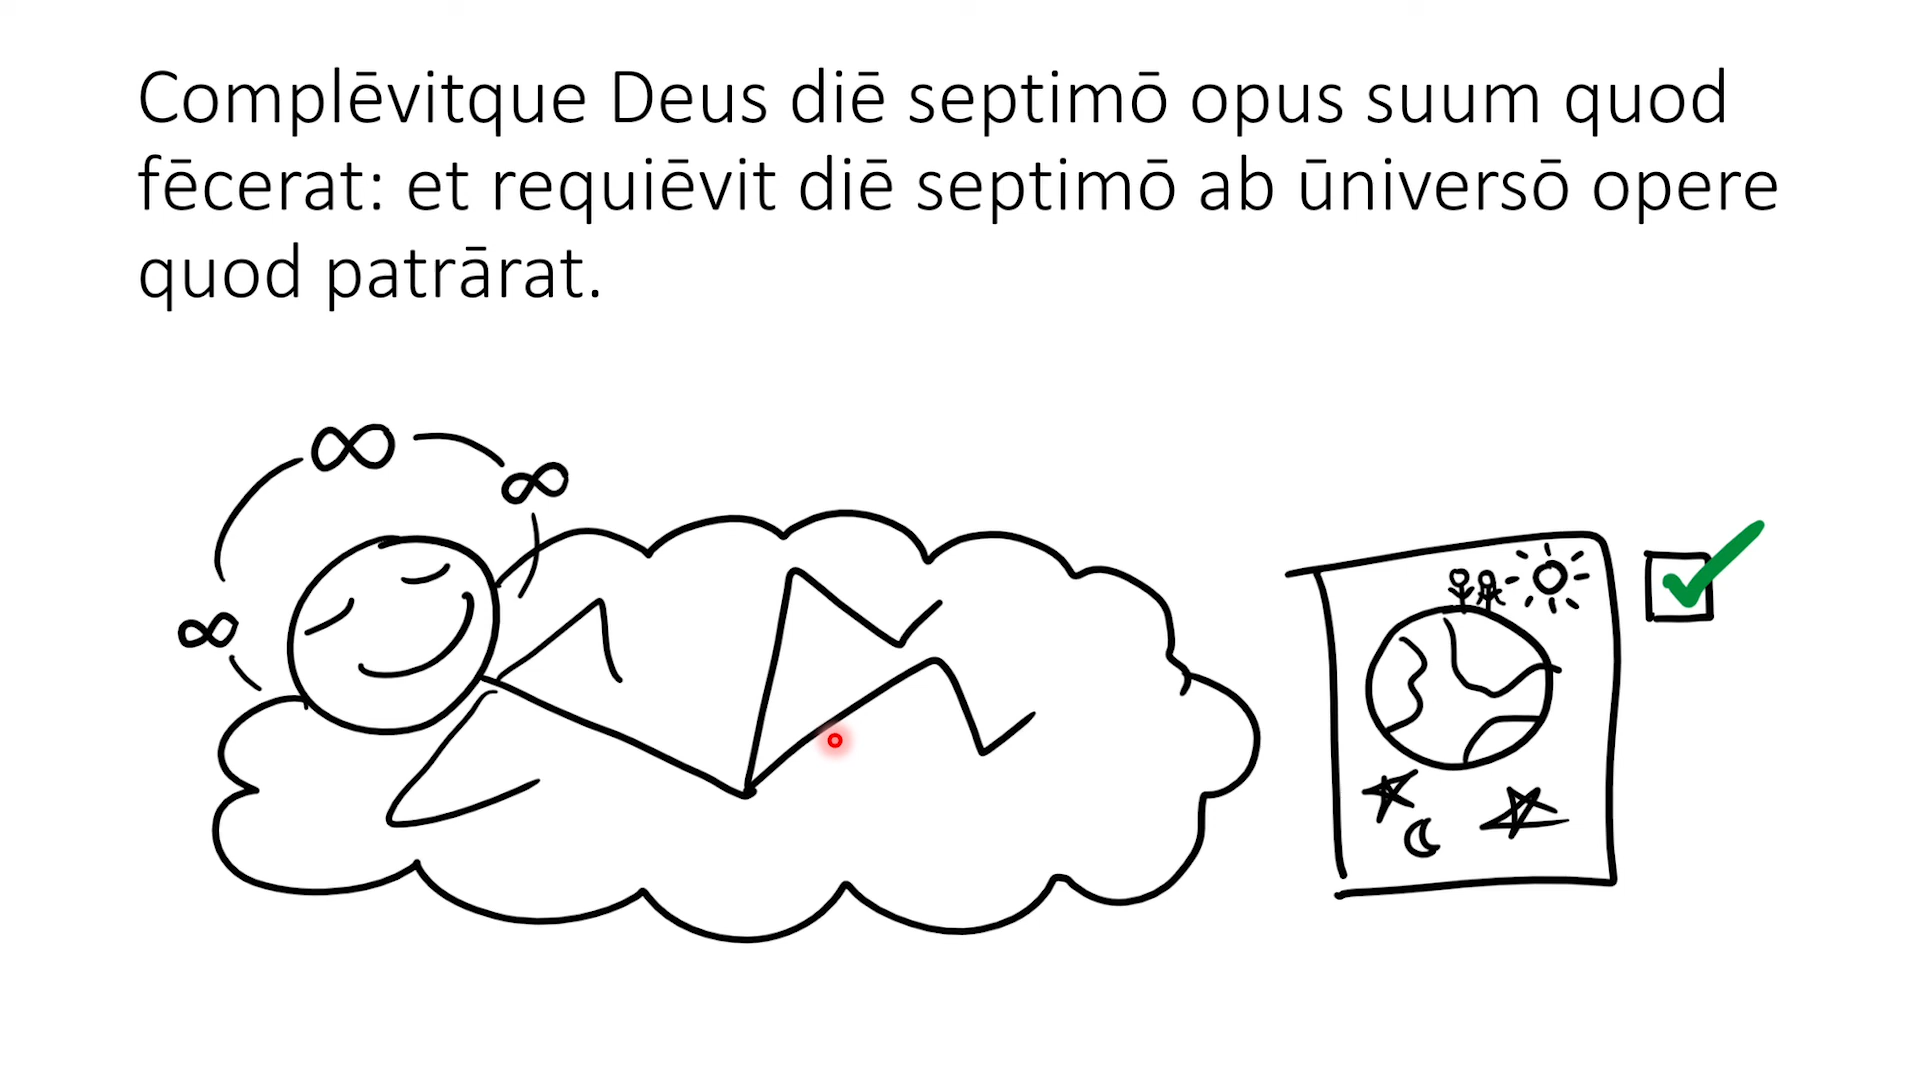 Complēvitque Deus diē septimō opus suum quod
fēcerat: et requiēvit diē septimō ab ūniversō opere
quod patrārat.
∞
∞
∞